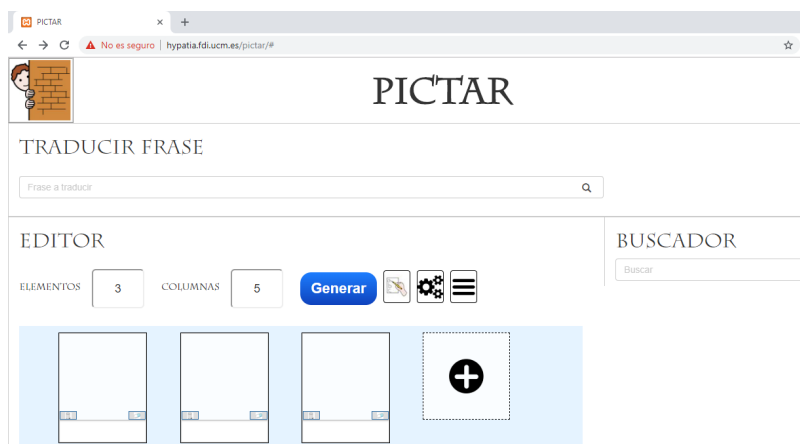 PICTAR
No es seguro | hypatia.fdi.ucm.es/pictar/#
PICTAR
TRADUCIR FRASE
Frase a traducir
EDITOR
ELEMENTOS 3 COLUMNAS 5 Generar
BUSCADOR
Buscar